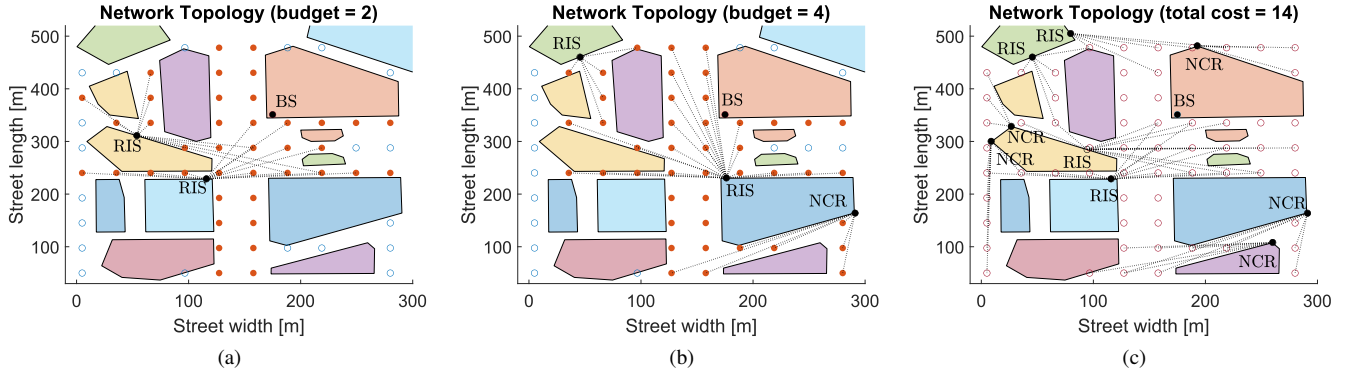 Network Topology (budget = 2)
500
400
300
200
100
0
100
200
300
Street length [m]
Street width [m]
BS
RIS
RIS
(a)
Network Topology (budget = 4)
500
400
300
200
100
0
100
200
300
Street length [m]
Street width [m]
RIS
BS
RIS
NCR
(b)
Network Topology (total cost = 14)
500
400
300
200
100
0
100
200
300
Street length [m]
Street width [m]
RIS
RIS
NCR
BS
NCR
NCR
RIS
RIS
NCR
NCR
(c)